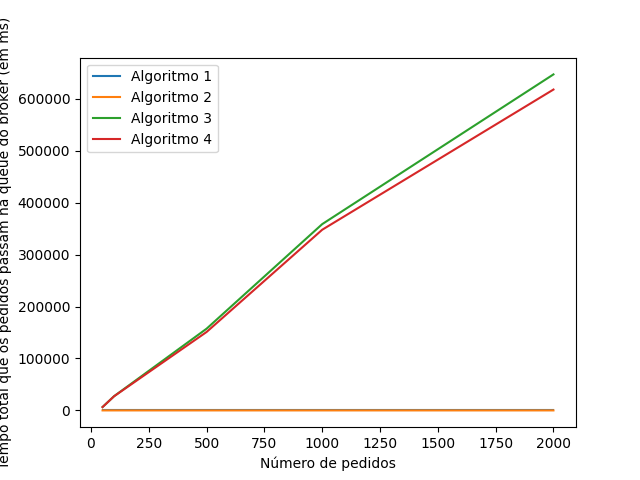 Algoritmo 1
Algoritmo 2
Algoritmo 3
Algoritmo 4
Tempo total que os pedidos passam na queue do broker (em ms)
600000
500000
400000
300000
200000
100000
0
0 250 500 750 1000 1250 1500 1750 2000
Número de pedidos